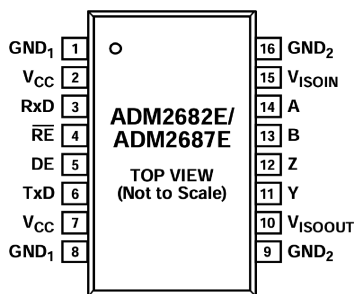 GND1 1
VCC 2
RxD 3
RE 4
DE 5
TxD 6
VCC 7
GND1 8
ADM2682E/
ADM2687E
TOP VIEW
(Not to Scale)
16 GND2
15 VISOIN
14 A
13 B
12 Z
11 Y
10 VISOOUT
9 GND2